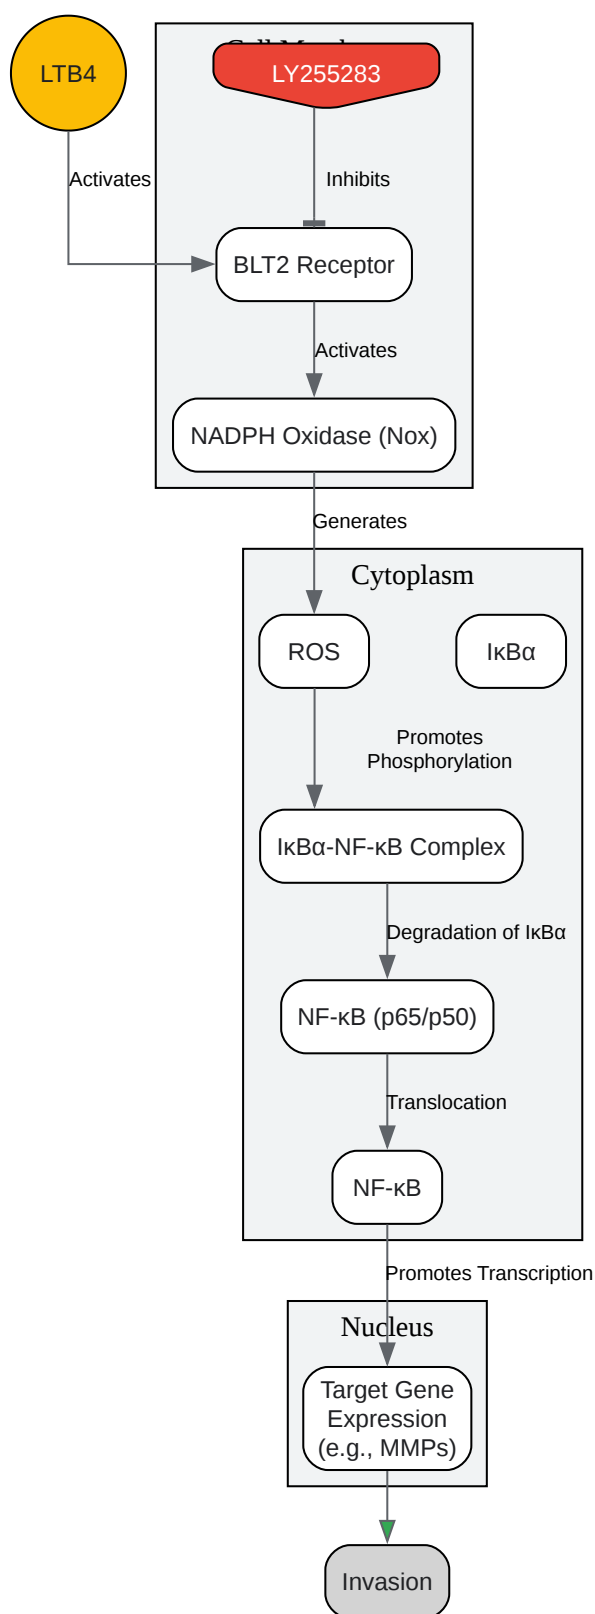 LTB4
LY255283
Activates
Inhibits
BLT2 Receptor
Activates
NADPH Oxidase (Nox)
Generates
Cytoplasm
ROS
IκBα
Promotes
Phosphorylation
IκBα-NF-κB Complex
Degradation of IκBα
NF-κB (p65/p50)
Translocation
NF-κB
Promotes Transcription
Nucleus
Target Gene
Expression
(e.g., MMPs)
Invasion